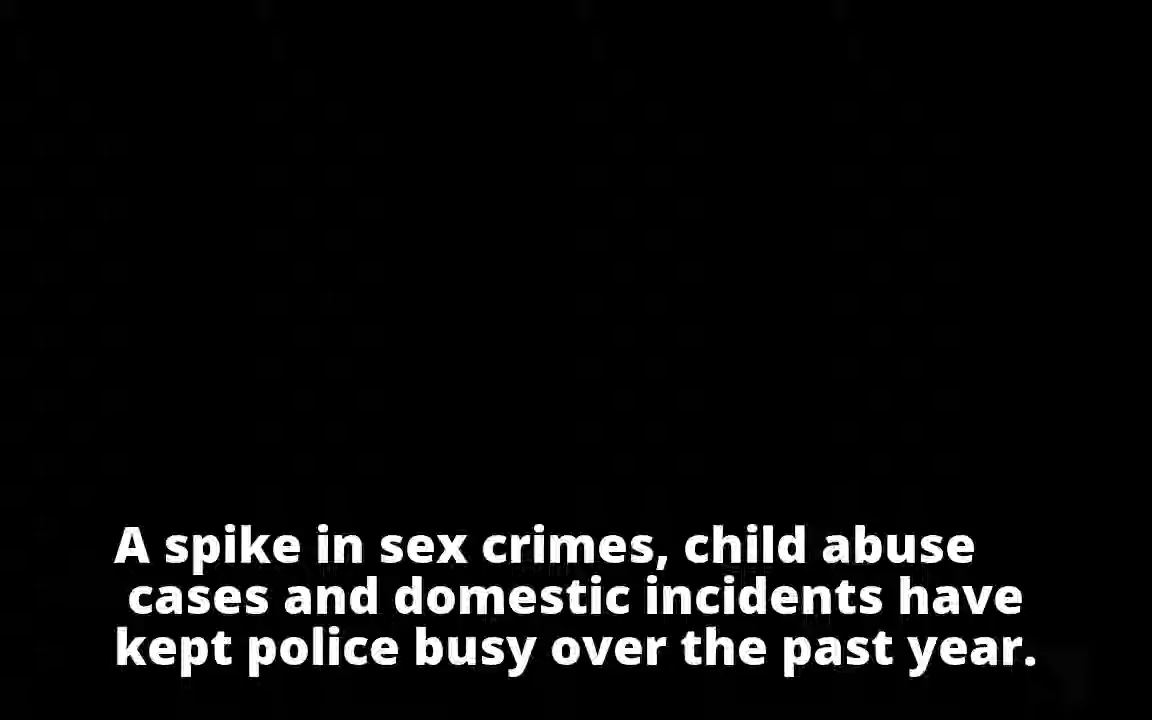 A spike in sex crimes, child abuse
cases and domestic incidents have
kept police busy over the past year.